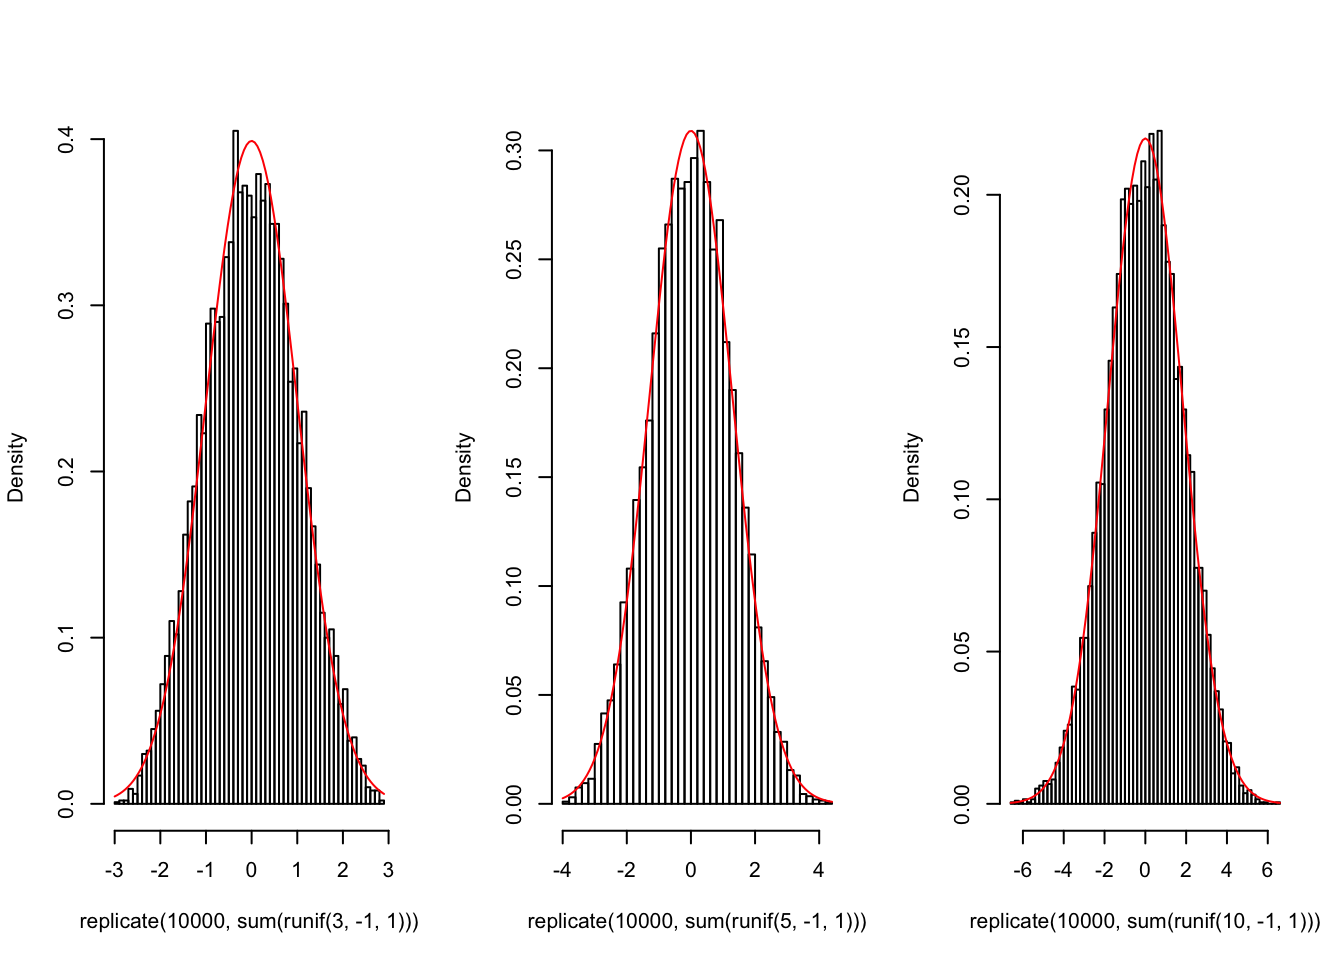 Density
0.4
0.3
0.2
0.1
0.0
-3 -2 -1 0 1 2 3
replicate(10000, sum(runif(3, -1, 1)))
Density
0.30
0.25
0.20
0.15
0.10
0.05
0.00
-4 -2 0 2 4
replicate(10000, sum(runif(5, -1, 1)))
Density
0.20
0.15
0.10
0.05
0.00
-6 -4 -2 0 2 4 6
replicate(10000, sum(runif(10, -1, 1)))